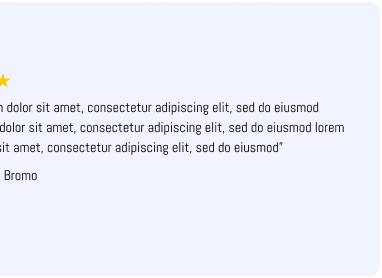 dolor sit amet, consectetur adipiscing elit, sed do eiusmod
dolor sit amet, consectetur adipiscing elit, sed do eiusmod lorem
sit amet, consectetur adipiscing elit, sed do eiusmod"
Bromo